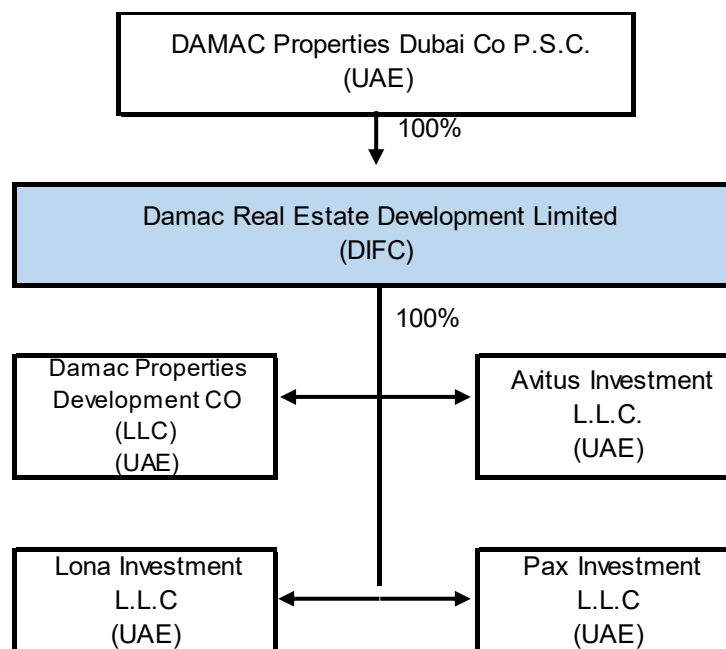 DAMAC Properties Dubai Co P.S.C.
(UAE)
100%
Damac Real Estate Development Limited
(DIFC)
100%
Damac Properties
Development CO
(LLC)
(UAE)
Avitus Investment
L.L.C.
(UAE)
Lona Investment
L.L.C
(UAE)
Pax Investment
L.L.C
(UAE)